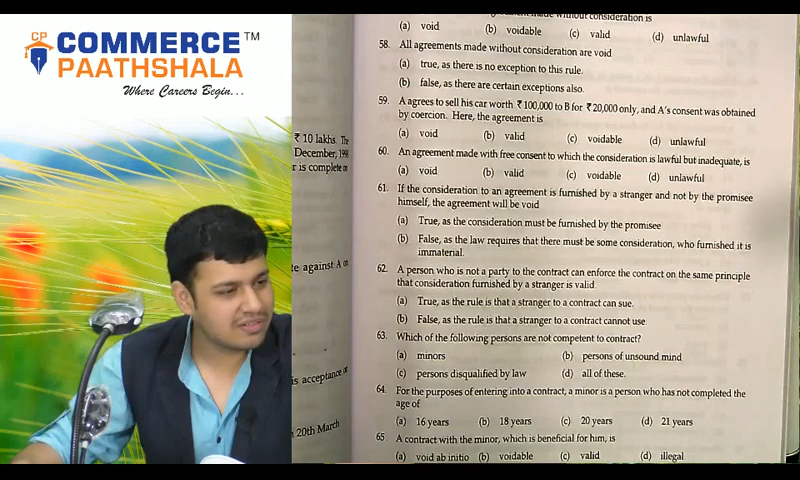 CP
COMMERCE™
PAATHSHALA
Where Careers Begin...
₹ 10 lakhs. The
December, 1998
r is complete on
te against A on
is acceptance on
20th March
made without consideration is
(a) void (b) voidable (c) valid (d) unlawful
58. All agreements made without consideration are void
(a) true, as there is no exception to this rule.
(b) false, as there are certain exceptions also.
59. A agrees to sell his car worth ₹ 100,000 to B for ₹ 20,000 only, and A's consent was obtained
by coercion. Here, the agreement is
(a) void (b) valid (c) voidable (d) unlawful
60. An agreement made with free consent to which the consideration is lawful but inadequate, is
(a) void (b) valid (c) voidable (d) unlawful
61. If the consideration to an agreement is furnished by a stranger and not by the promisee
himself, the agreement will be void
(a) True, as the consideration must be furnished by the promisee
(b) False, as the law requires that there must be some consideration, who furnished it is
immaterial.
62. A person who is not a party to the contract can enforce the contract on the same principle
that consideration furnished by a stranger is valid.
(a) True, as the rule is that a stranger to a contract can sue.
(b) False, as the rule is that a stranger to a contract cannot use
63. Which of the following persons are not competent to contract?
(a) minors (b) persons of unsound mind
(c) persons disqualified by law (d) all of these.
64. For the purposes of entering into a contract, a minor is a person who has not completed the
age of
(a) 16 years (b) 18 years (c) 20 years (d) 21 years
65 A contract with the minor, which is beneficial for him, is
(a) void ab initio (b) voidable (c) valid (d) illegal